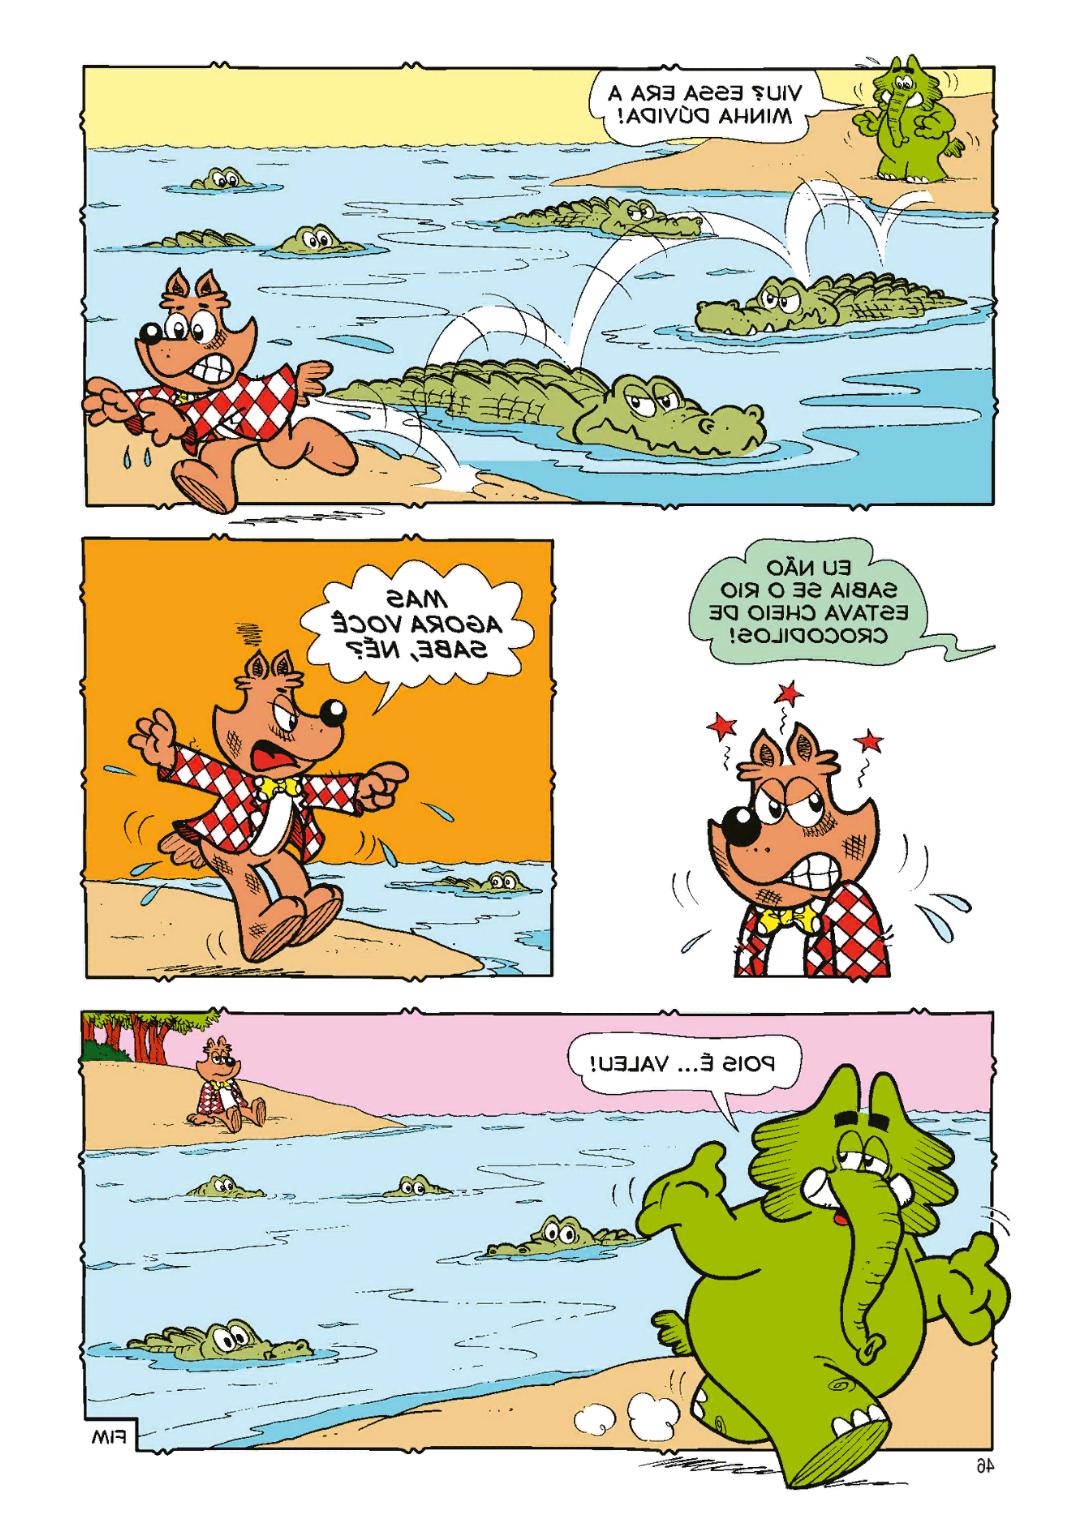 VIU? ESSA ERA A
MINHA DÚVIDA!
EU NÃO
SABIA SE O RIO
ESTAVA CHEIO DE
CROCODILOS!
MAS
AGORA VOCÊ
SABE, NÉ?
POIS É... VALEU!
FIM
46